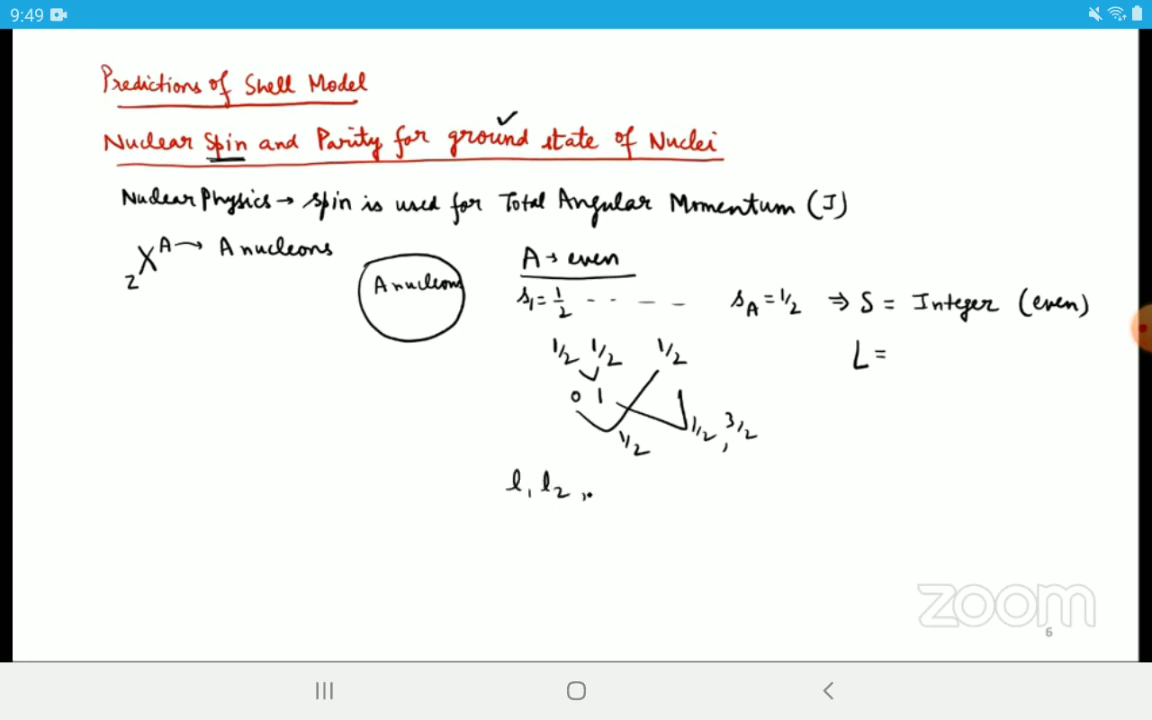 9:49
Predictions of Shell Model
Nuclear Spin and Parity for ground state of Nuclei
Nuclear Physics → spin is used for Total Angular Momentum (I)
zX^A → A nucleons
A nucleons
A → even
s₁ = 1/2 - - - - s_A = 1/2 ⇒ S = Integer (even)
1/2 1/2 1/2
L =
0 1
1/2 1/2, 3/2
l₁ l₂ ,
zoom
6